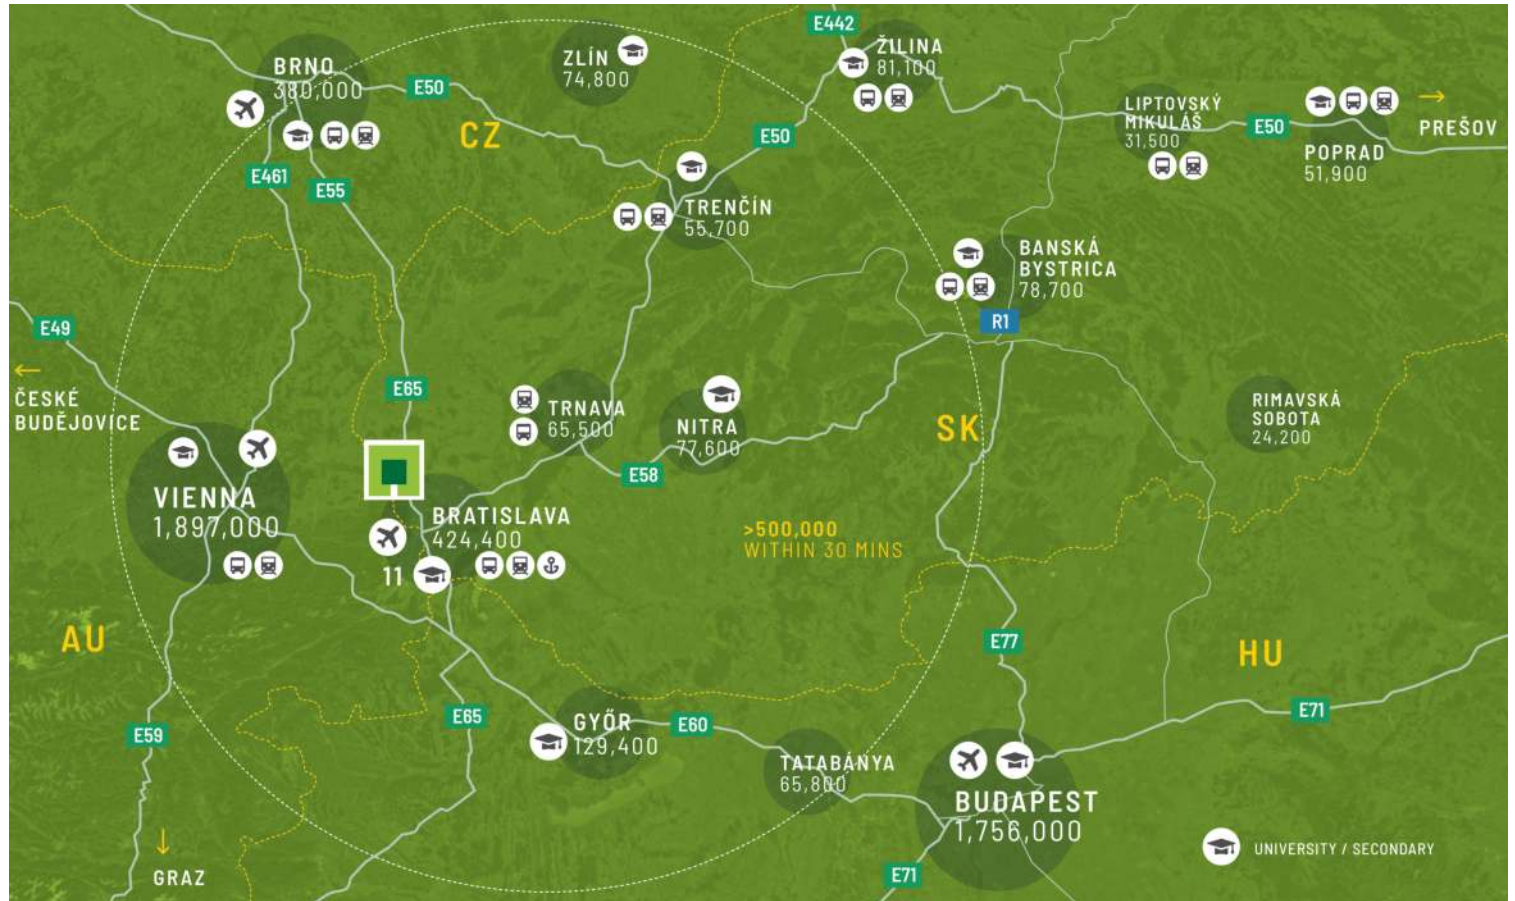 E442
BRNO
380,000
E50
CZ
ZLÍN
74,800
ŽILINA
81,100
E50
LIPTOVSKÝ
MIKULÁŠ
31,500
E50
POPRAD
51,900
→
PREŠOV
E461
E55
TRENČÍN
55,700
BANSKÁ
BYSTRICA
78,700
R1
E49
←
ČESKÉ
BUDĚJOVICE
E65
TRNAVA
65,500
NITRA
77,600
E58
SK
RIMAVSKÁ
SOBOTA
24,200
VIENNA
1,897,000
BRATISLAVA
424,400
11
>500,000
WITHIN 30 MINS
AU
E77
HU
E59
E65
GYŐR
129,400
E60
TATABÁNYA
65,800
E71
BUDAPEST
1,756,000
E71
↓
GRAZ
UNIVERSITY / SECONDARY